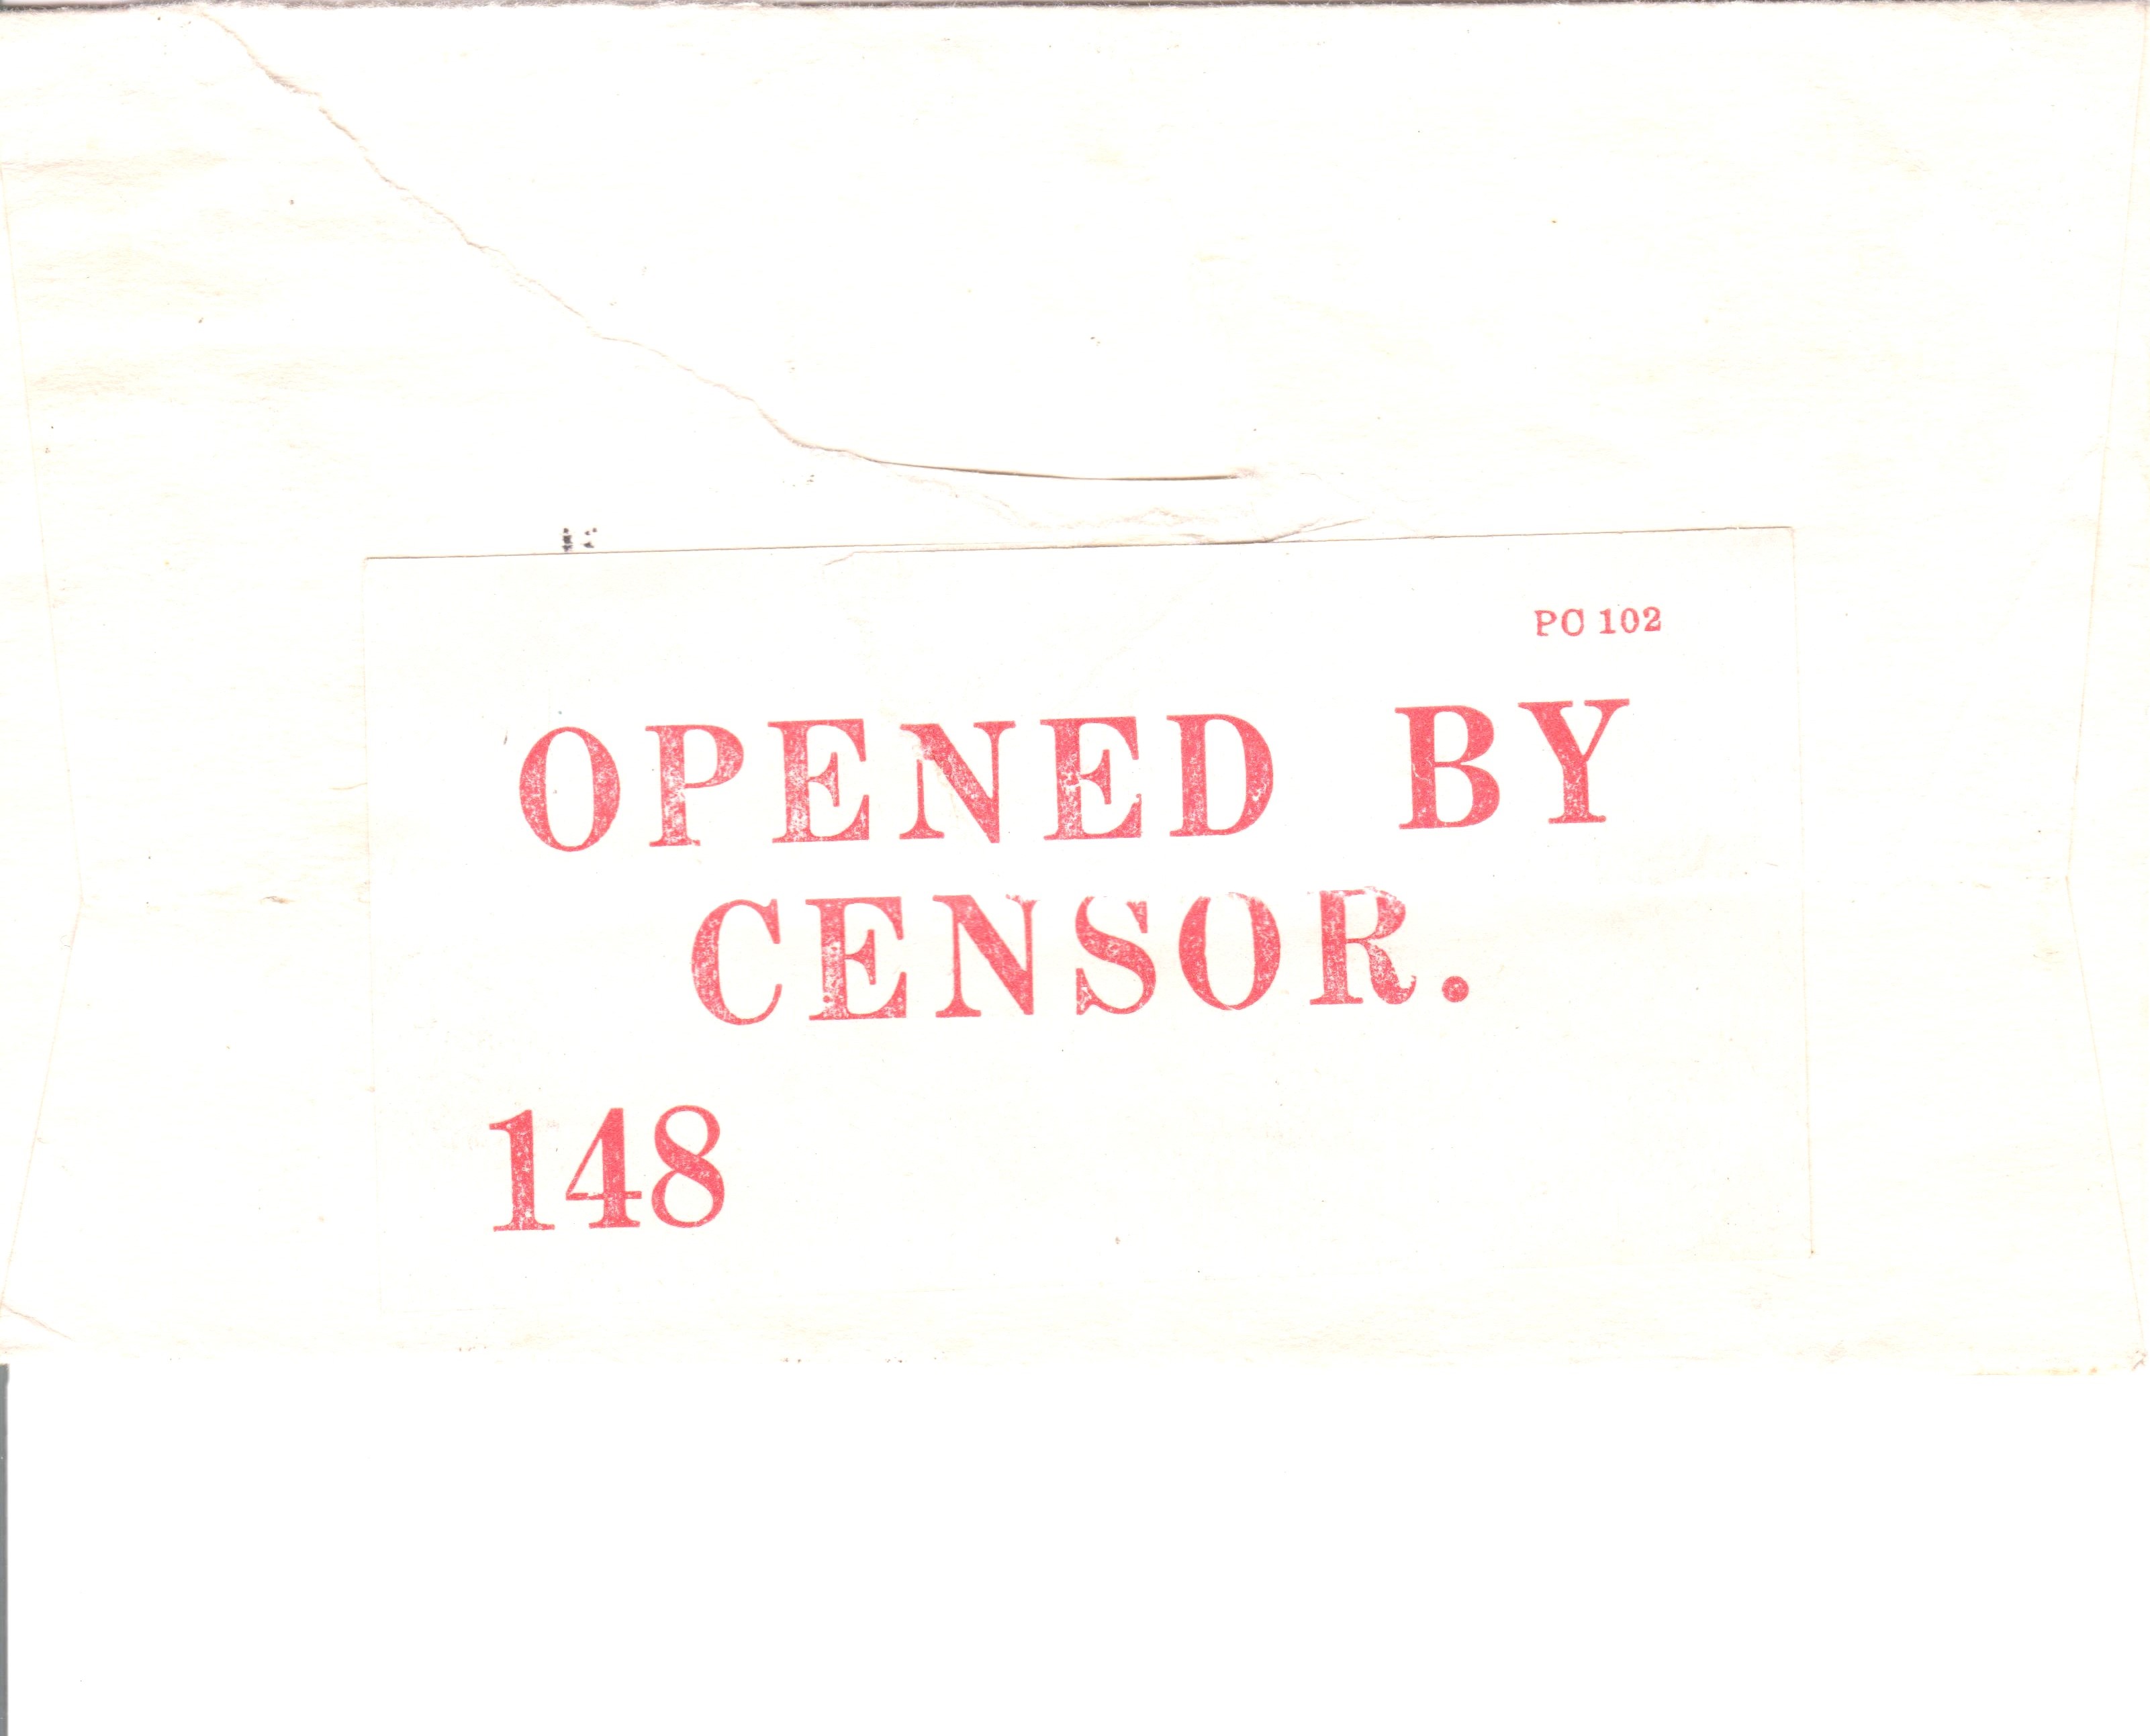 PC 102
OPENED BY
CENSOR.
148